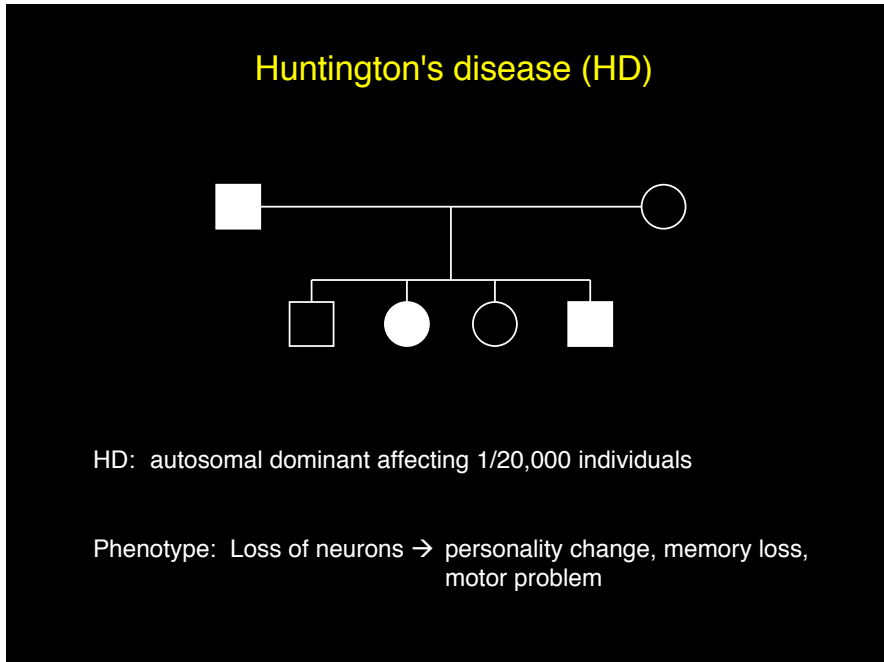 Huntington's disease (HD)
HD:  autosomal dominant affecting 1/20,000 individuals
Phenotype:  Loss of neurons → personality change, memory loss,
motor problem